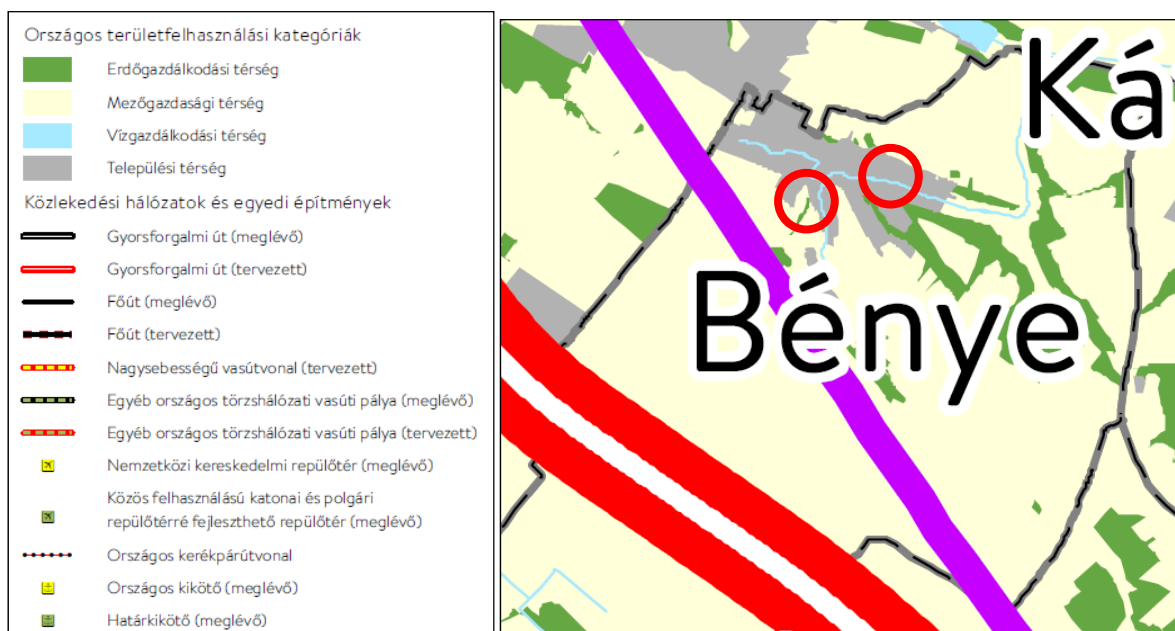 Országos területfelhasználási kategóriák
Erdőgazdálkodási térség
Mezőgazdasági térség
Vízgazdálkodási térség
Települési térség
Közlekedési hálózatok és egyedi építmények
Gyorsforgalmi út (meglévő)
Gyorsforgalmi út (tervezett)
Főút (meglévő)
Főút (tervezett)
Nagysebességű vasútvonal (tervezett)
Egyéb országos törzshálózati vasúti pálya (meglévő)
Egyéb országos törzshálózati vasúti pálya (tervezett)
Nemzetközi kereskedelmi repülőtér (meglévő)
Közös felhasználású katonai és polgári
repülőtérré fejleszthető repülőtér (meglévő)
Országos kerékpárútvonal
Országos kikötő (meglévő)
Határkikötő (meglévő)
Ká
Bénye